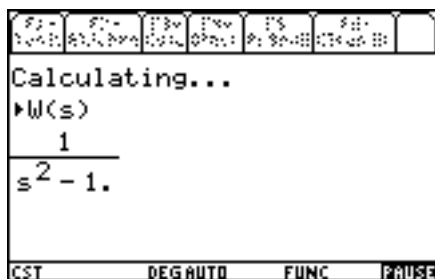 Calculating...
▸W(s)
1
s² - 1.
CST DEG AUTO FUNC PAUSE